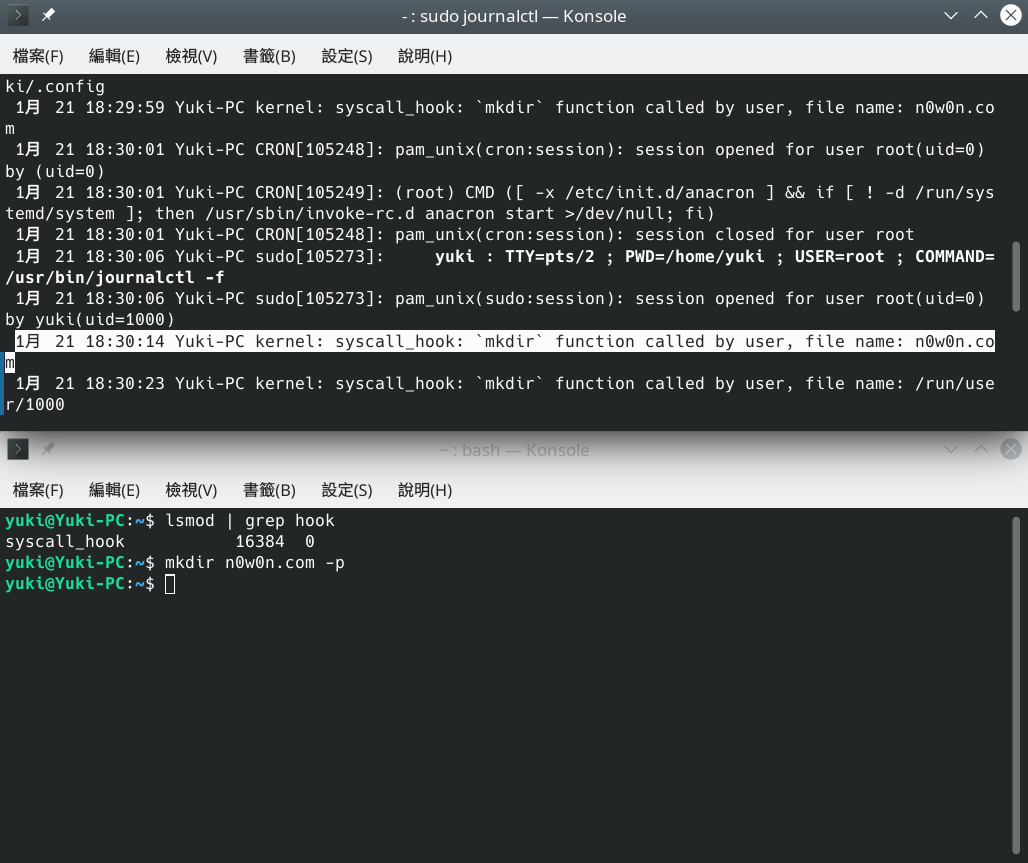 - : sudo journalctl — Konsole
檔案(F) 編輯(E) 檢視(V) 書籤(B) 設定(S) 說明(H)
ki/.config
1月 21 18:29:59 Yuki-PC kernel: syscall_hook: `mkdir` function called by user, file name: n0w0n.co
m
1月 21 18:30:01 Yuki-PC CRON[105248]: pam_unix(cron:session): session opened for user root(uid=0)
by (uid=0)
1月 21 18:30:01 Yuki-PC CRON[105249]: (root) CMD ([ -x /etc/init.d/anacron ] && if [ ! -d /run/sys
temd/system ]; then /usr/sbin/invoke-rc.d anacron start >/dev/null; fi)
1月 21 18:30:01 Yuki-PC CRON[105248]: pam_unix(cron:session): session closed for user root
1月 21 18:30:06 Yuki-PC sudo[105273]:     yuki : TTY=pts/2 ; PWD=/home/yuki ; USER=root ; COMMAND=
/usr/bin/journalctl -f
1月 21 18:30:06 Yuki-PC sudo[105273]: pam_unix(sudo:session): session opened for user root(uid=0)
by yuki(uid=1000)
1月 21 18:30:14 Yuki-PC kernel: syscall_hook: `mkdir` function called by user, file name: n0w0n.co
m
1月 21 18:30:23 Yuki-PC kernel: syscall_hook: `mkdir` function called by user, file name: /run/use
r/1000
~ : bash — Konsole
檔案(F) 編輯(E) 檢視(V) 書籤(B) 設定(S) 說明(H)
yuki@Yuki-PC:~$ lsmod | grep hook
syscall_hook           16384  0
yuki@Yuki-PC:~$ mkdir n0w0n.com -p
yuki@Yuki-PC:~$